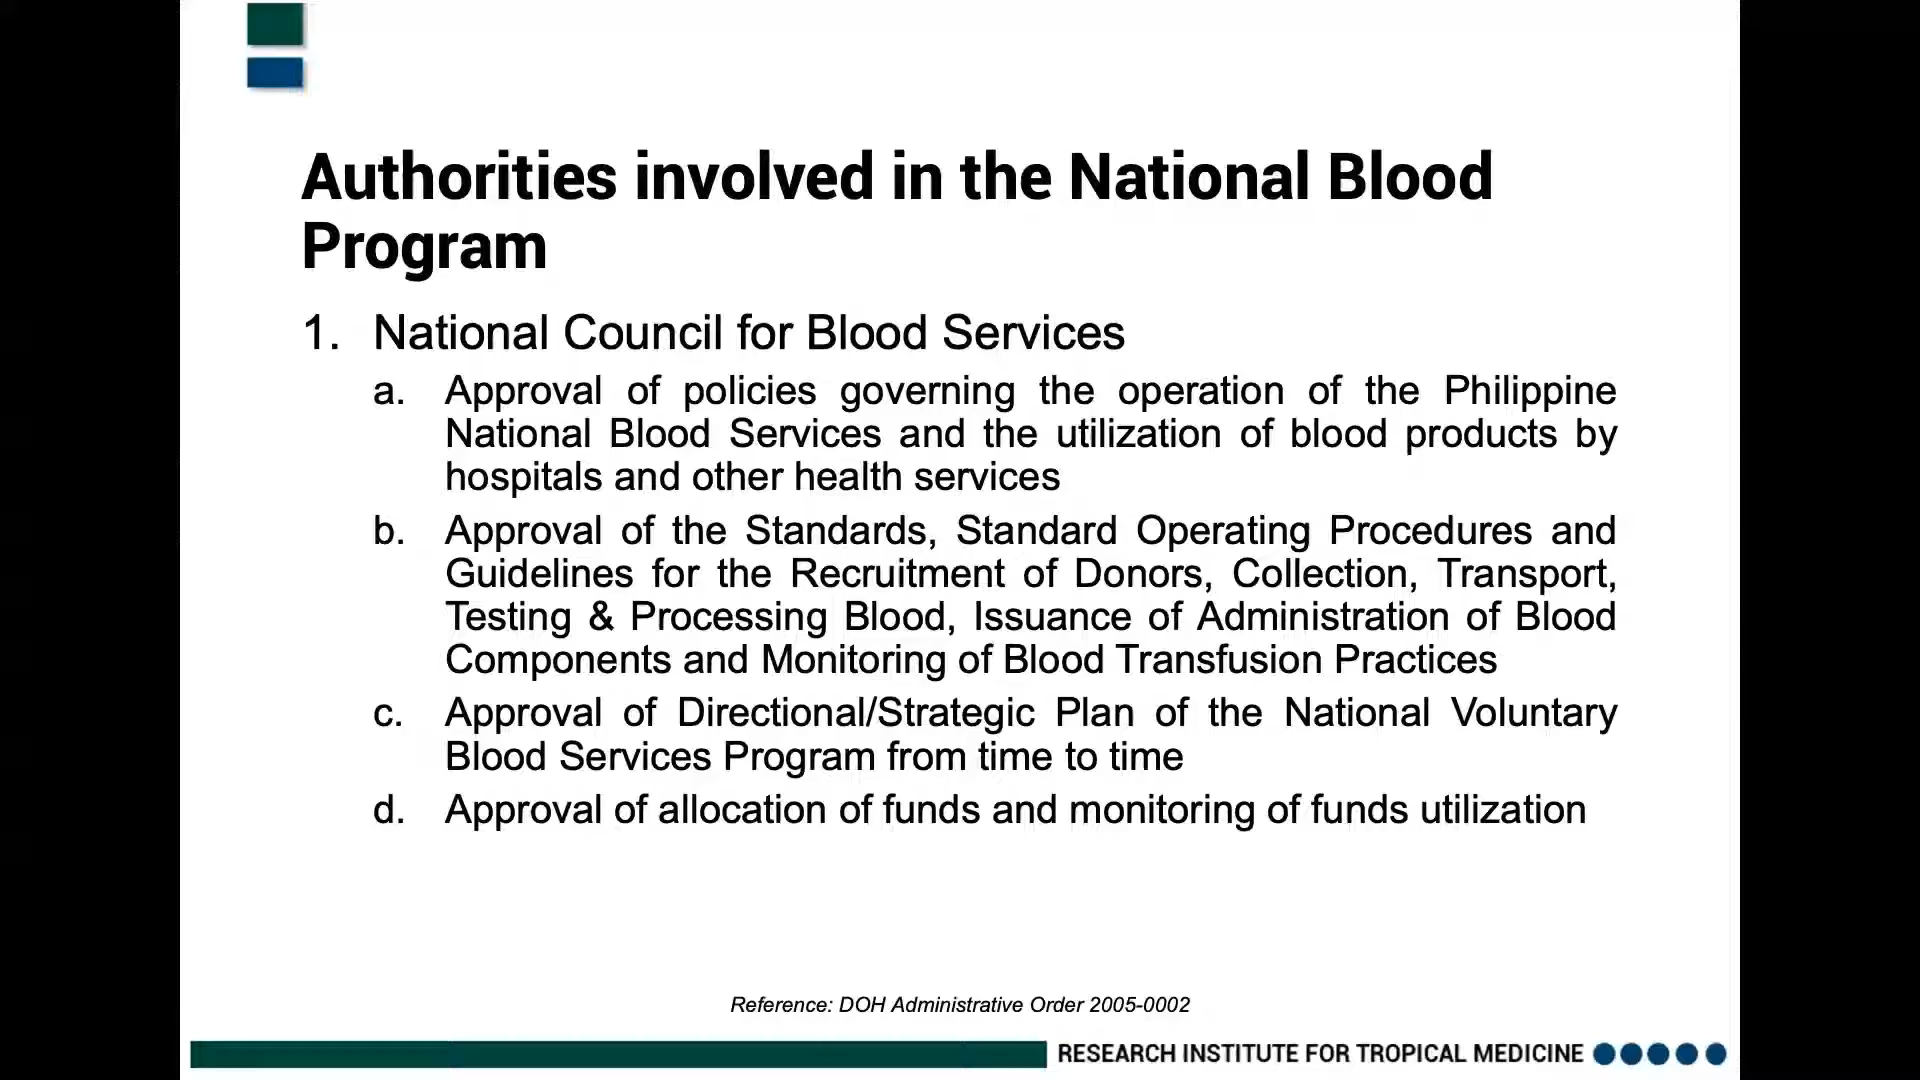 Authorities involved in the National Blood
Program
1. National Council for Blood Services
a. Approval of policies governing the operation of the Philippine
National Blood Services and the utilization of blood products by
hospitals and other health services
b. Approval of the Standards, Standard Operating Procedures and
Guidelines for the Recruitment of Donors, Collection, Transport,
Testing & Processing Blood, Issuance of Administration of Blood
Components and Monitoring of Blood Transfusion Practices
c. Approval of Directional/Strategic Plan of the National Voluntary
Blood Services Program from time to time
d. Approval of allocation of funds and monitoring of funds utilization
Reference: DOH Administrative Order 2005-0002
RESEARCH INSTITUTE FOR TROPICAL MEDICINE